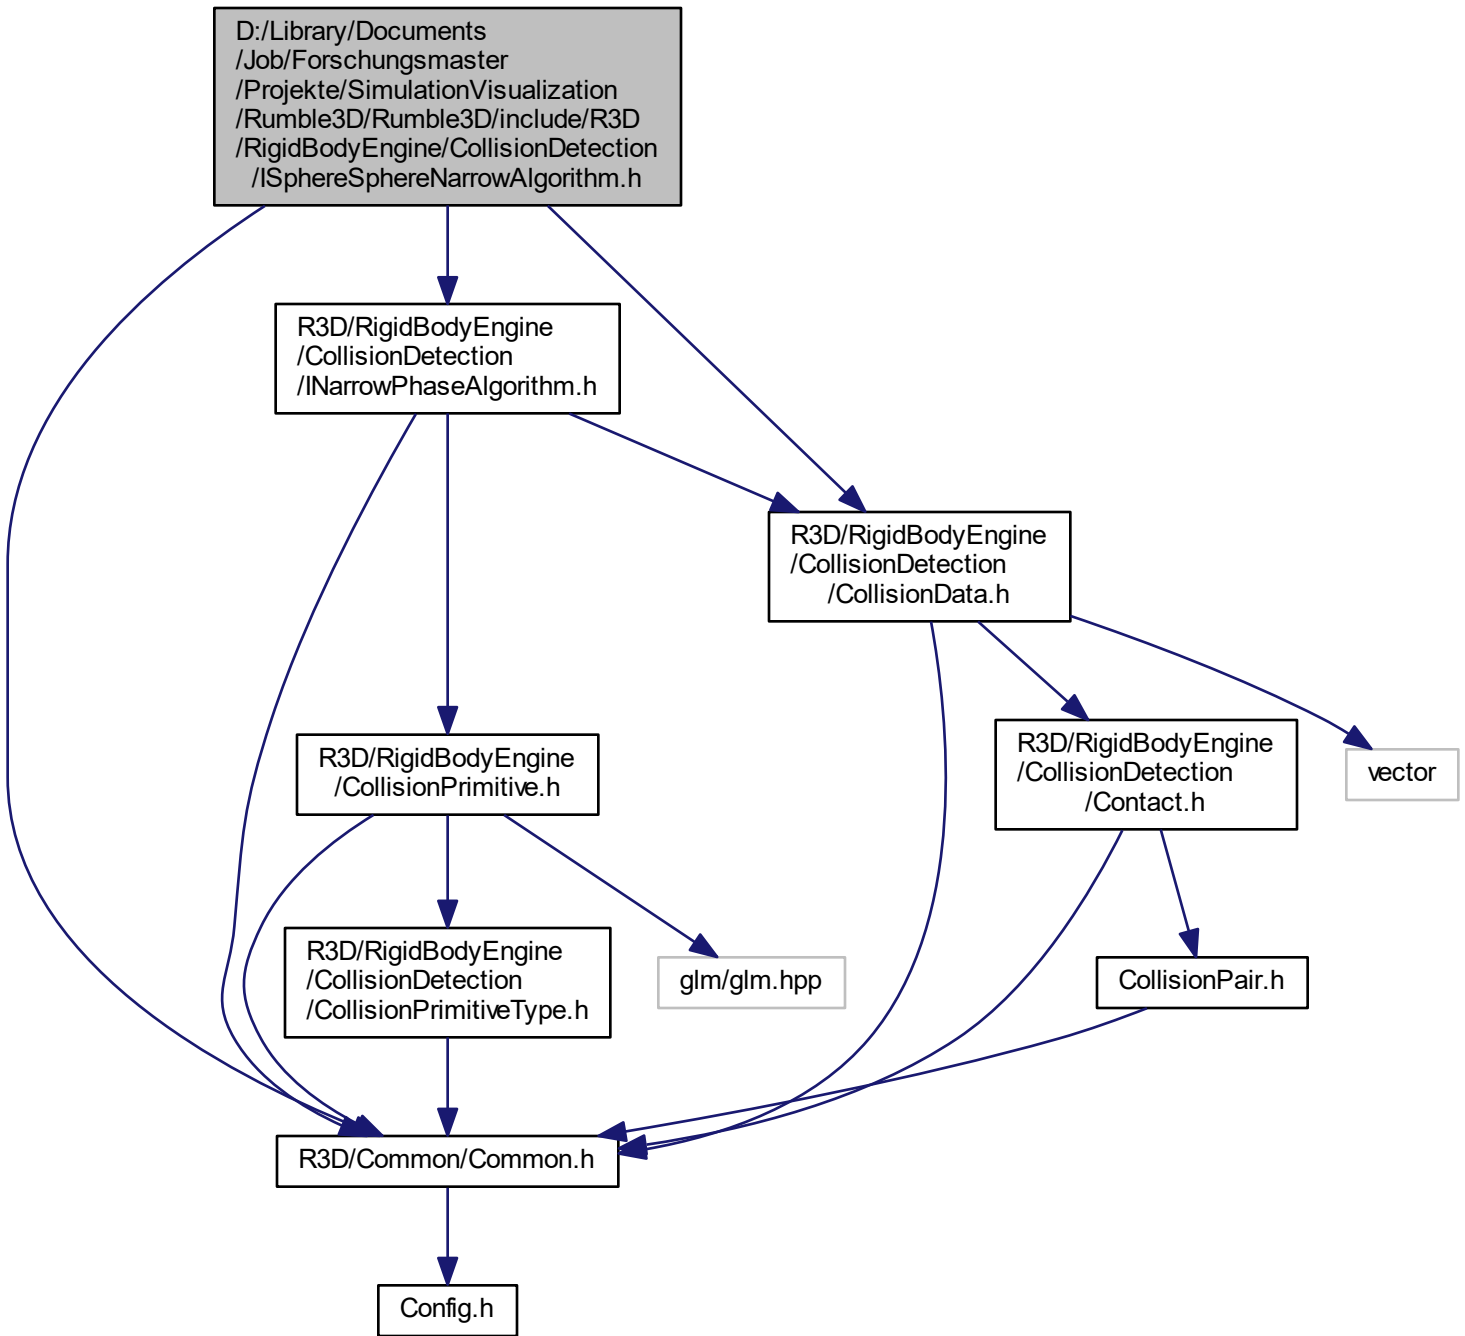 D:/Library/Documents
/Job/Forschungsmaster
/Projekte/SimulationVisualization
/Rumble3D/Rumble3D/include/R3D
/RigidBodyEngine/CollisionDetection
/ISphereSphereNarrowAlgorithm.h
R3D/RigidBodyEngine
/CollisionDetection
/INarrowPhaseAlgorithm.h
R3D/RigidBodyEngine
/CollisionDetection
/CollisionData.h
R3D/RigidBodyEngine
/CollisionPrimitive.h
R3D/RigidBodyEngine
/CollisionDetection
/Contact.h
vector
R3D/RigidBodyEngine
/CollisionDetection
/CollisionPrimitiveType.h
glm/glm.hpp
CollisionPair.h
R3D/Common/Common.h
Config.h